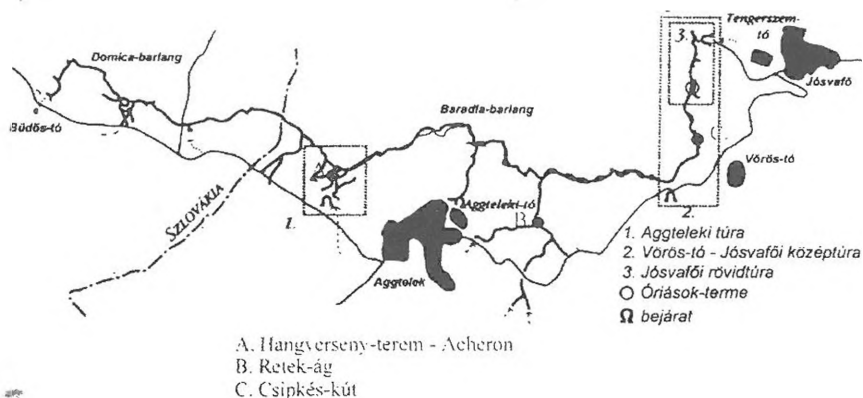 Tengerszem-
tó
3.
Domica-barlang
Jósvafő
Baradla-barlang
Büdös-tó
Vörös-tó
SZLOVÁKIA
Aggteleki-tó
B.
1.
2.
Aggtelek
1. Aggteleki túra
2. Vörös-tó - Jósvafői középtúra
3. Jósvafői rövidtúra
Óriások-terme
bejárat
A. Hangverseny-terem - Acheron
B. Retek-ág
C. Csipkés-kút